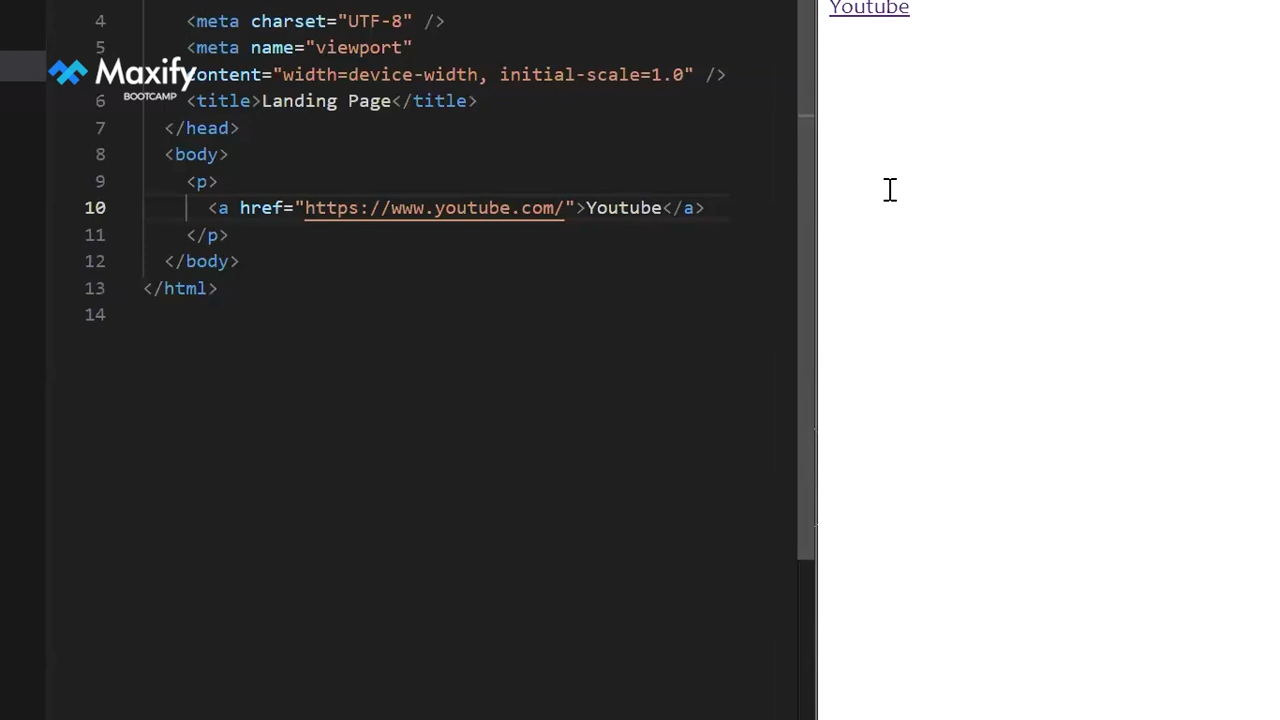 Youtube
4 <meta charset="UTF-8" />
5 <meta name="viewport"
content="width=device-width, initial-scale=1.0" />
Maxify
BOOTCAMP
6 <title>Landing Page</title>
7 </head>
8 <body>
9 <p>
10 <a href="https://www.youtube.com/">Youtube</a>
11 </p>
12 </body>
13 </html>
14